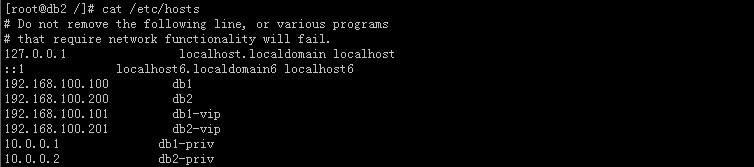 [root@db2 /]# cat /etc/hosts
# Do not remove the following line, or various programs
# that require network functionality will fail.
127.0.0.1 localhost.localdomain localhost
::1 localhost6.localdomain6 localhost6
192.168.100.100 db1
192.168.100.200 db2
192.168.100.101 db1-vip
192.168.100.201 db2-vip
10.0.0.1 db1-priv
10.0.0.2 db2-priv